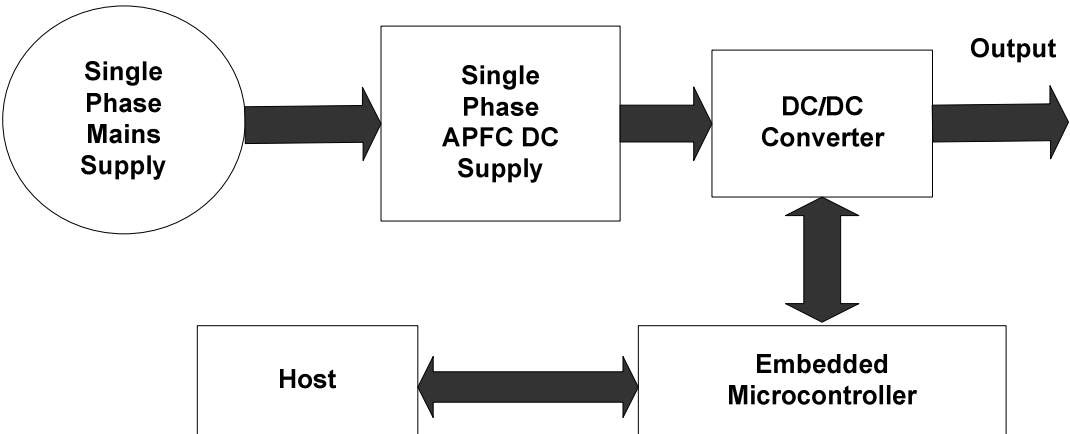 Single
Phase
Mains
Supply
Single
Phase
APFC DC
Supply
DC/DC
Converter
Output
Host
Embedded
Microcontroller